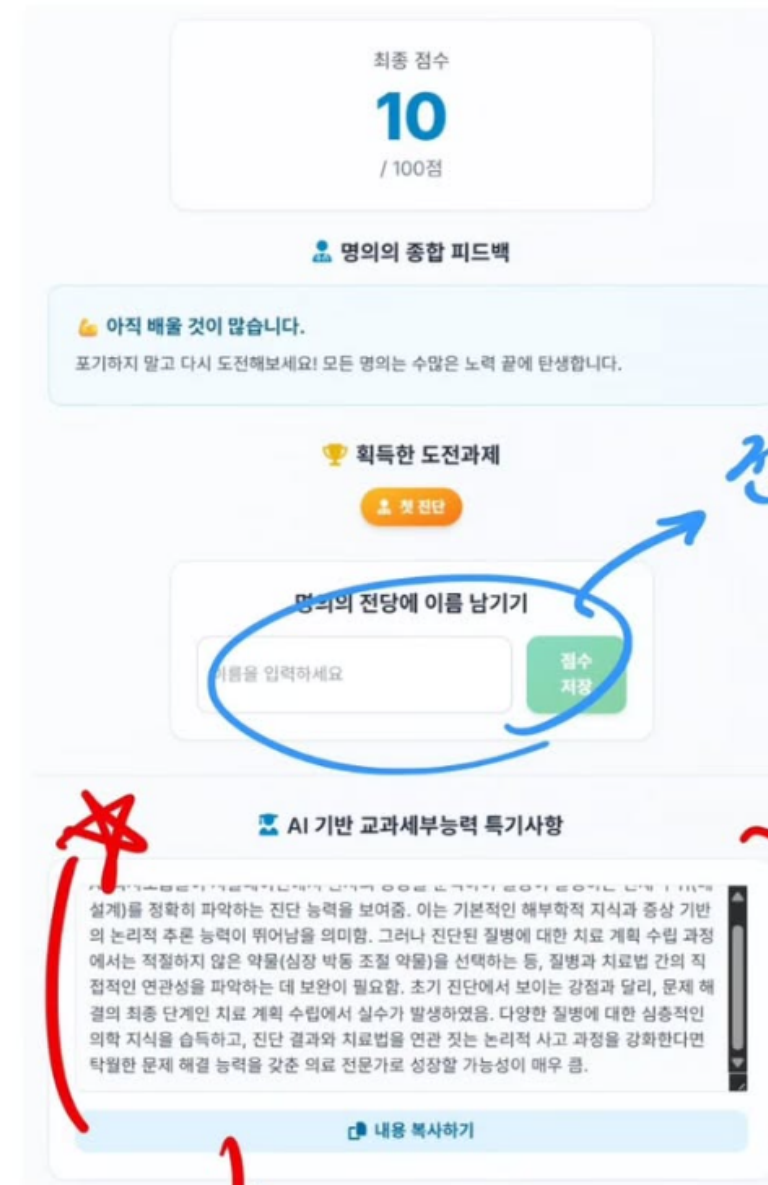 최종 점수
10
/ 100점
명의의 종합 피드백
아직 배울 것이 많습니다.
포기하지 말고 다시 도전해보세요! 모든 명의는 수많은 노력 끝에 탄생합니다.
획득한 도전과제
첫 진단
명의의 전당에 이름 남기기
이름을 입력하세요
점수
저장
AI 기반 교과세부능력 특기사항
설계)를 정확히 파악하는 진단 능력을 보여줌. 이는 기본적인 해부학적 지식과 증상 기반
의 논리적 추론 능력이 뛰어남을 의미함. 그러나 진단된 질병에 대한 치료 계획 수립 과정
에서는 적절하지 않은 약물(심장 박동 조절 약물)을 선택하는 등, 질병과 치료법 간의 직
접적인 연관성을 파악하는 데 보완이 필요함. 초기 진단에서 보이는 강점과 달리, 문제 해
결의 최종 단계인 치료 계획 수립에서 실수가 발생하였음. 다양한 질병에 대한 심층적인
의학 지식을 습득하고, 진단 결과와 치료법을 연관 짓는 논리적 사고 과정을 강화한다면
탁월한 문제 해결 능력을 갖춘 의료 전문가로 성장할 가능성이 매우 큼.
내용 복사하기